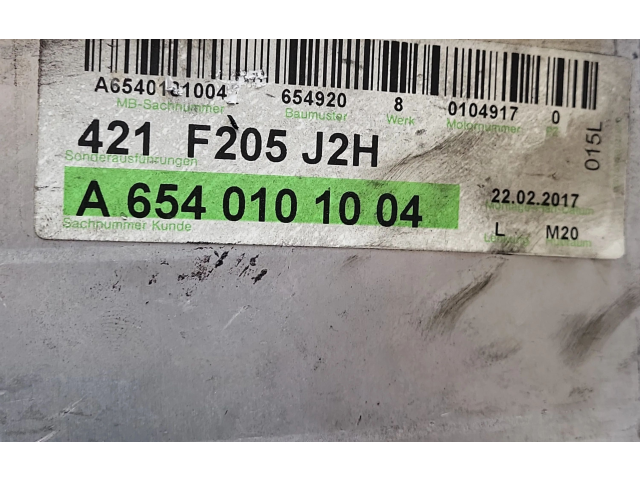 A6540101004 654920 8 0104917 0
MB-Sachnummer Baumuster Werk Motornummer PZ
421 F205 J2H
Sonderausführungen
A 654 010 10 04 22.02.2017
Sachnummer Kunde
L M20
015L